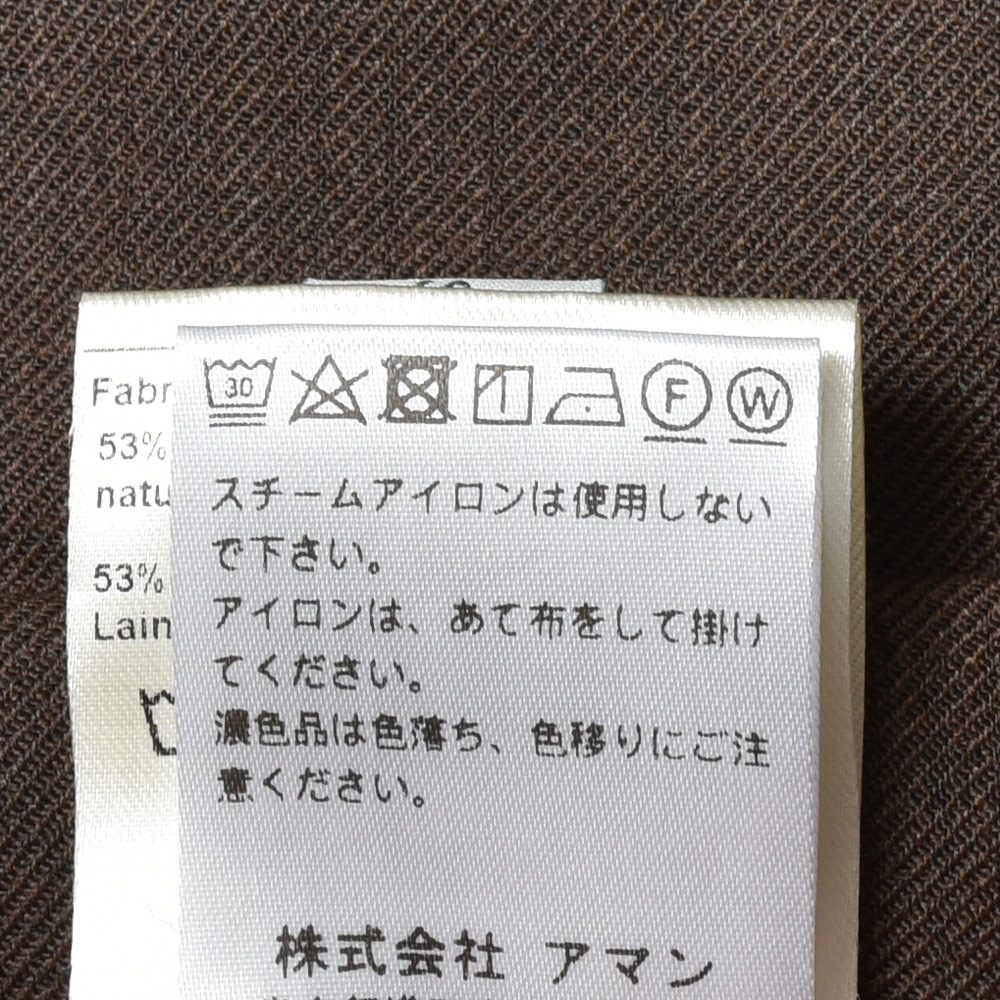 Fabr
53%
natu
53%
Lain
30
F W
スチームアイロンは使用しない
で下さい。
アイロンは、あて布をして掛け
てください。
濃色品は色落ち、色移りにご注
意ください。
株式会社 アマン